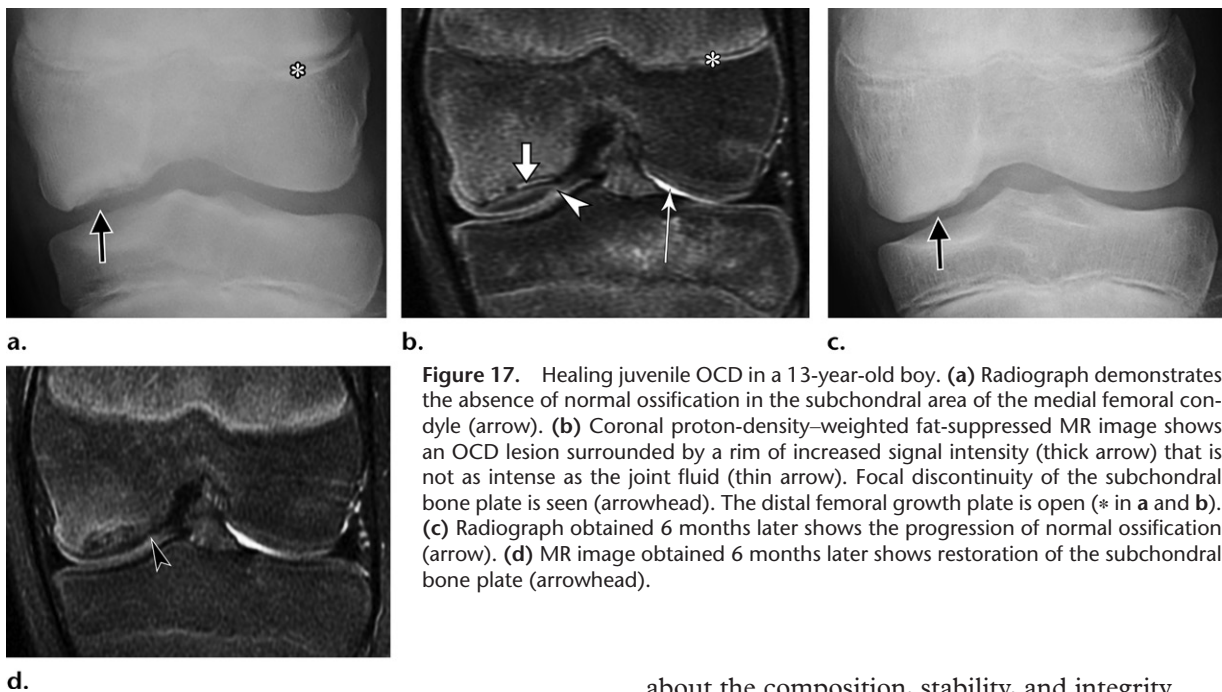 *
*
a.
b.
c.
Figure 17. Healing juvenile OCD in a 13-year-old boy. (a) Radiograph demonstrates
the absence of normal ossification in the subchondral area of the medial femoral con-
dyle (arrow). (b) Coronal proton-density–weighted fat-suppressed MR image shows
an OCD lesion surrounded by a rim of increased signal intensity (thick arrow) that is
not as intense as the joint fluid (thin arrow). Focal discontinuity of the subchondral
bone plate is seen (arrowhead). The distal femoral growth plate is open (* in a and b).
(c) Radiograph obtained 6 months later shows the progression of normal ossification
(arrow). (d) MR image obtained 6 months later shows restoration of the subchondral
bone plate (arrowhead).
d.
about the composition, stability, and integrity